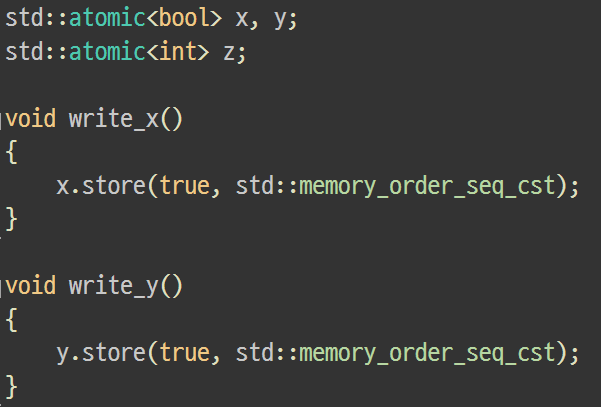 std::atomic<bool> x, y;
std::atomic<int> z;
void write_x()
{
x.store(true, std::memory_order_seq_cst);
}
void write_y()
{
y.store(true, std::memory_order_seq_cst);
}